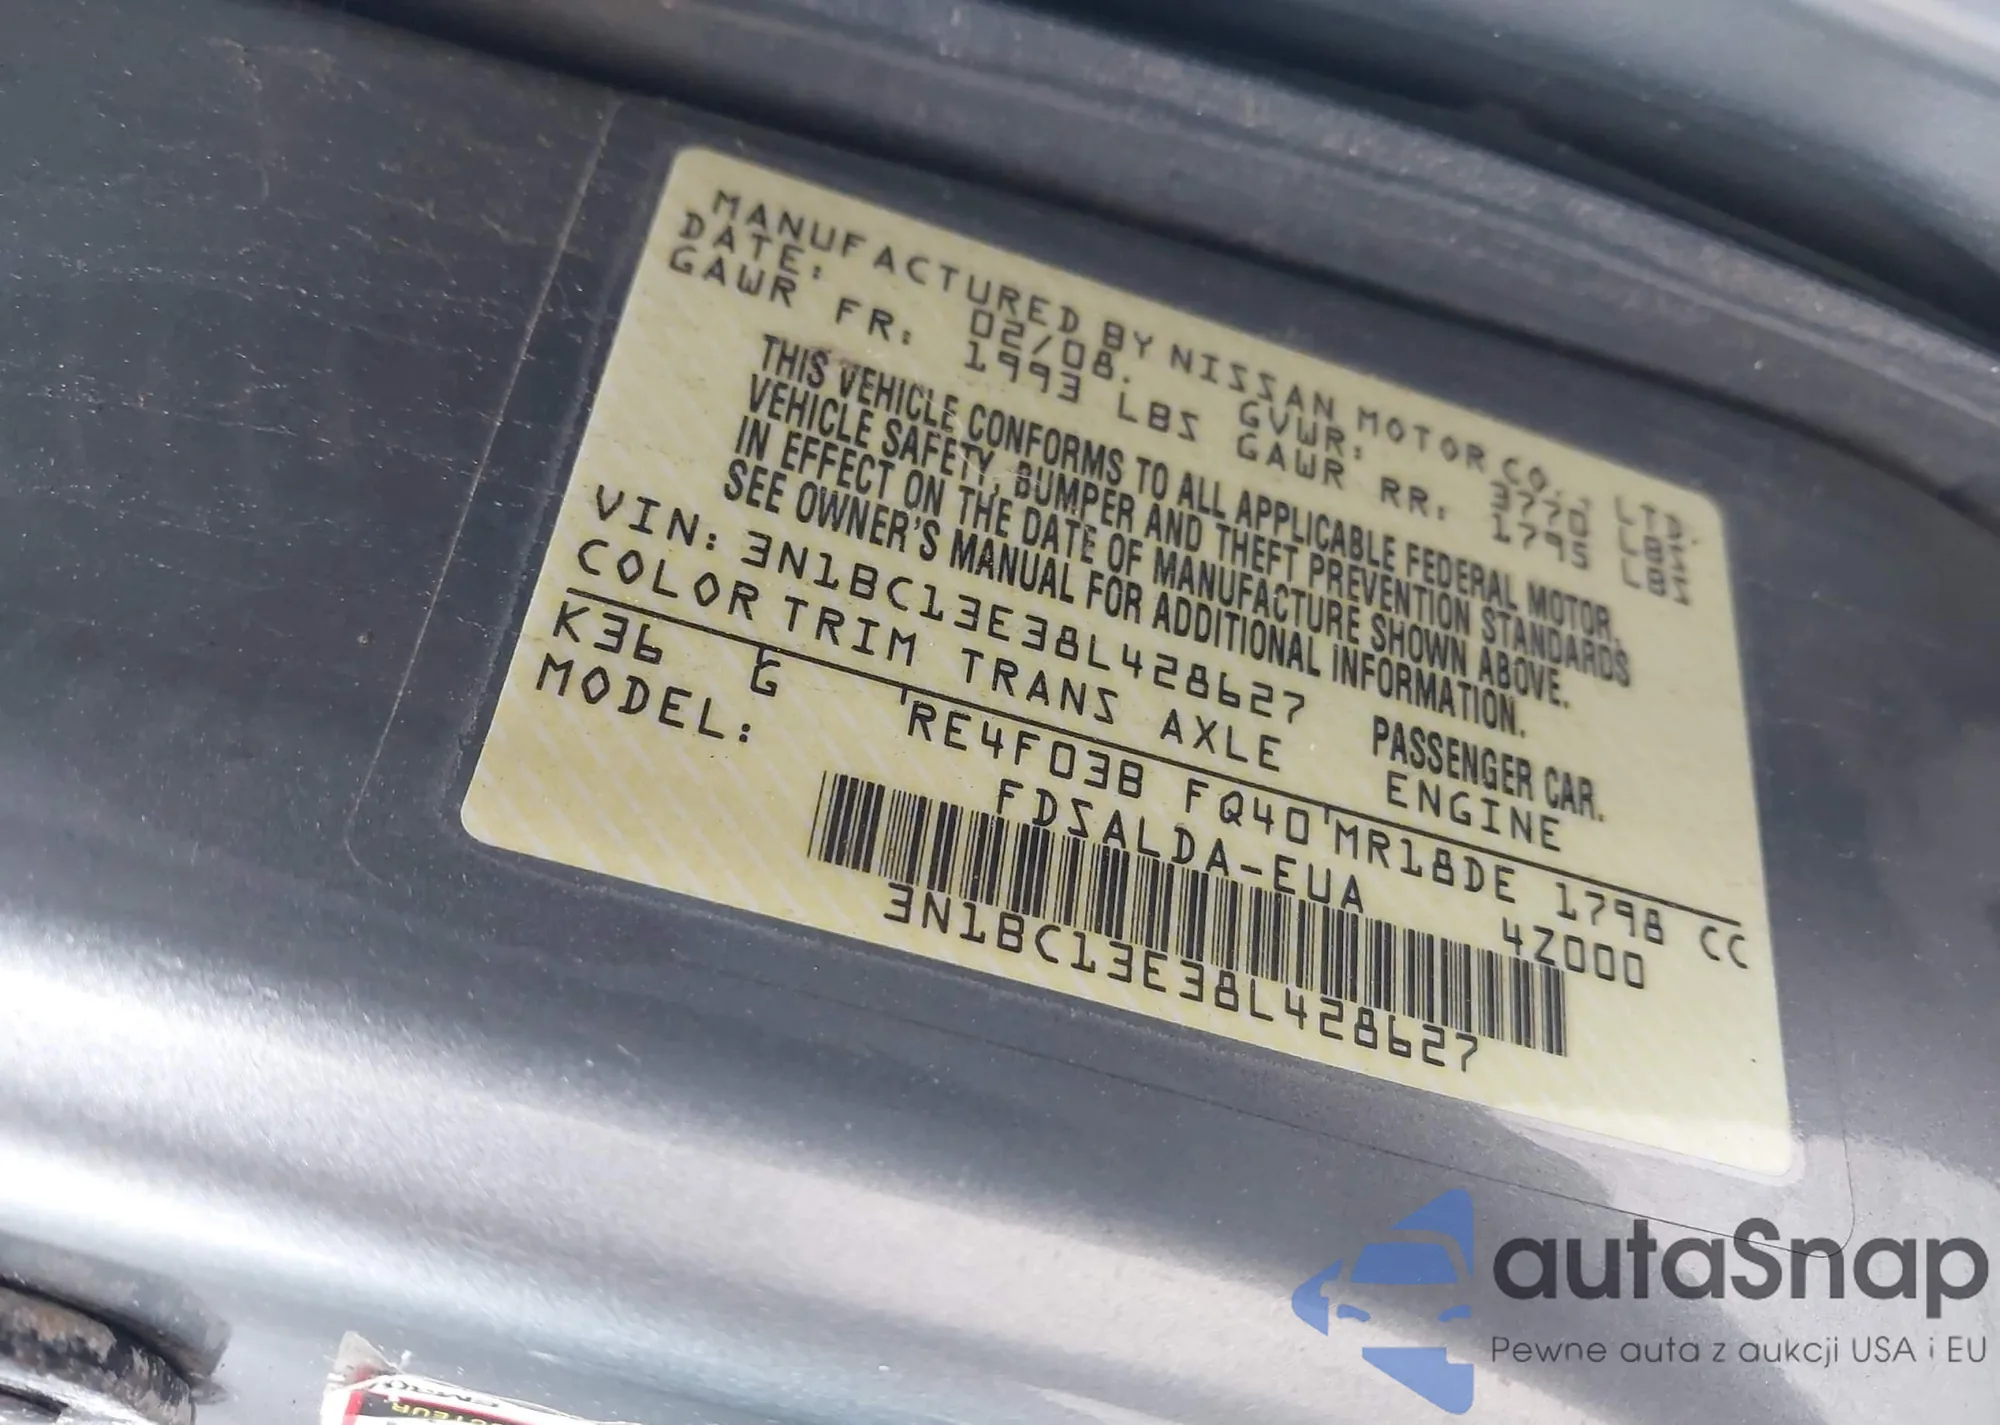 MANUFACTURED BY NISSAN MOTOR CO., LTD.
DATE: 02/08. GVWR: 3770 LBS
GAWR FR: 1993 LBS GAWR RR: 1795 LBS
THIS VEHICLE CONFORMS TO ALL APPLICABLE FEDERAL MOTOR
VEHICLE SAFETY, BUMPER AND THEFT PREVENTION STANDARDS
IN EFFECT ON THE DATE OF MANUFACTURE SHOWN ABOVE.
SEE OWNER'S MANUAL FOR ADDITIONAL INFORMATION.
VIN: 3N1BC13E38L428627 PASSENGER CAR.
COLOR TRIM TRANS AXLE ENGINE
K36 G RE4F03B FQ40 MR18DE 1798 CC
MODEL: FDSALDA-EUA 4Z000
3N1BC13E38L428627
autaSnap
Pewne auta z aukcji USA i EU